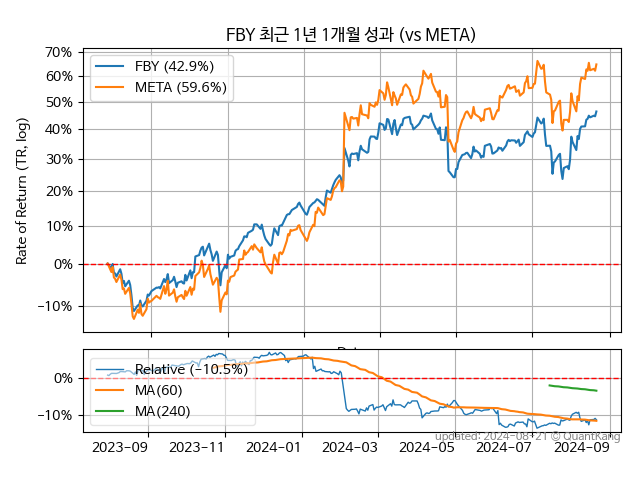 FBY 최근 1년 1개월 성과 (vs META)
Rate of Return (TR, log)
70%
60%
50%
40%
30%
20%
10%
0%
−10%
FBY (42.9%)
META (59.6%)
0%
−10%
Relative (−10.5%)
MA(60)
MA(240)
updated: 2024-08-21 © QuantKang
2023−09 2023−11 2024−01 2024−03 2024−05 2024−07 2024−09